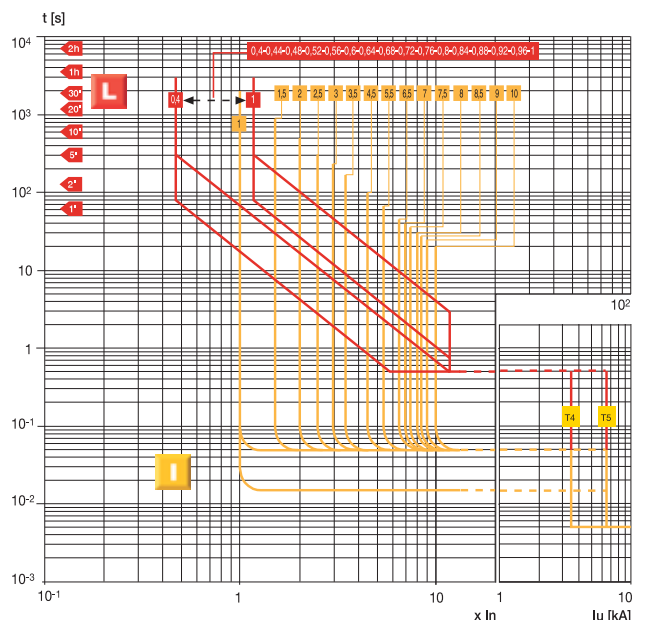 t [s]
10⁴
10³
10²
10
1
10⁻¹
10⁻²
10⁻³
2h
1h
30'
20'
10'
5'
2'
1'
L
0,4-0,44-0,48-0,52-0,56-0,6-0,64-0,68-0,72-0,76-0,8-0,84-0,88-0,92-0,96-1
0,4
1
1
1,5 2 2,5 3 3,5 4,5 5,5 6,5 7 7,5 8 8,5 9 10
10²
T4 T5
I
10⁻¹ 1 10 1 10
x In Iu [kA]